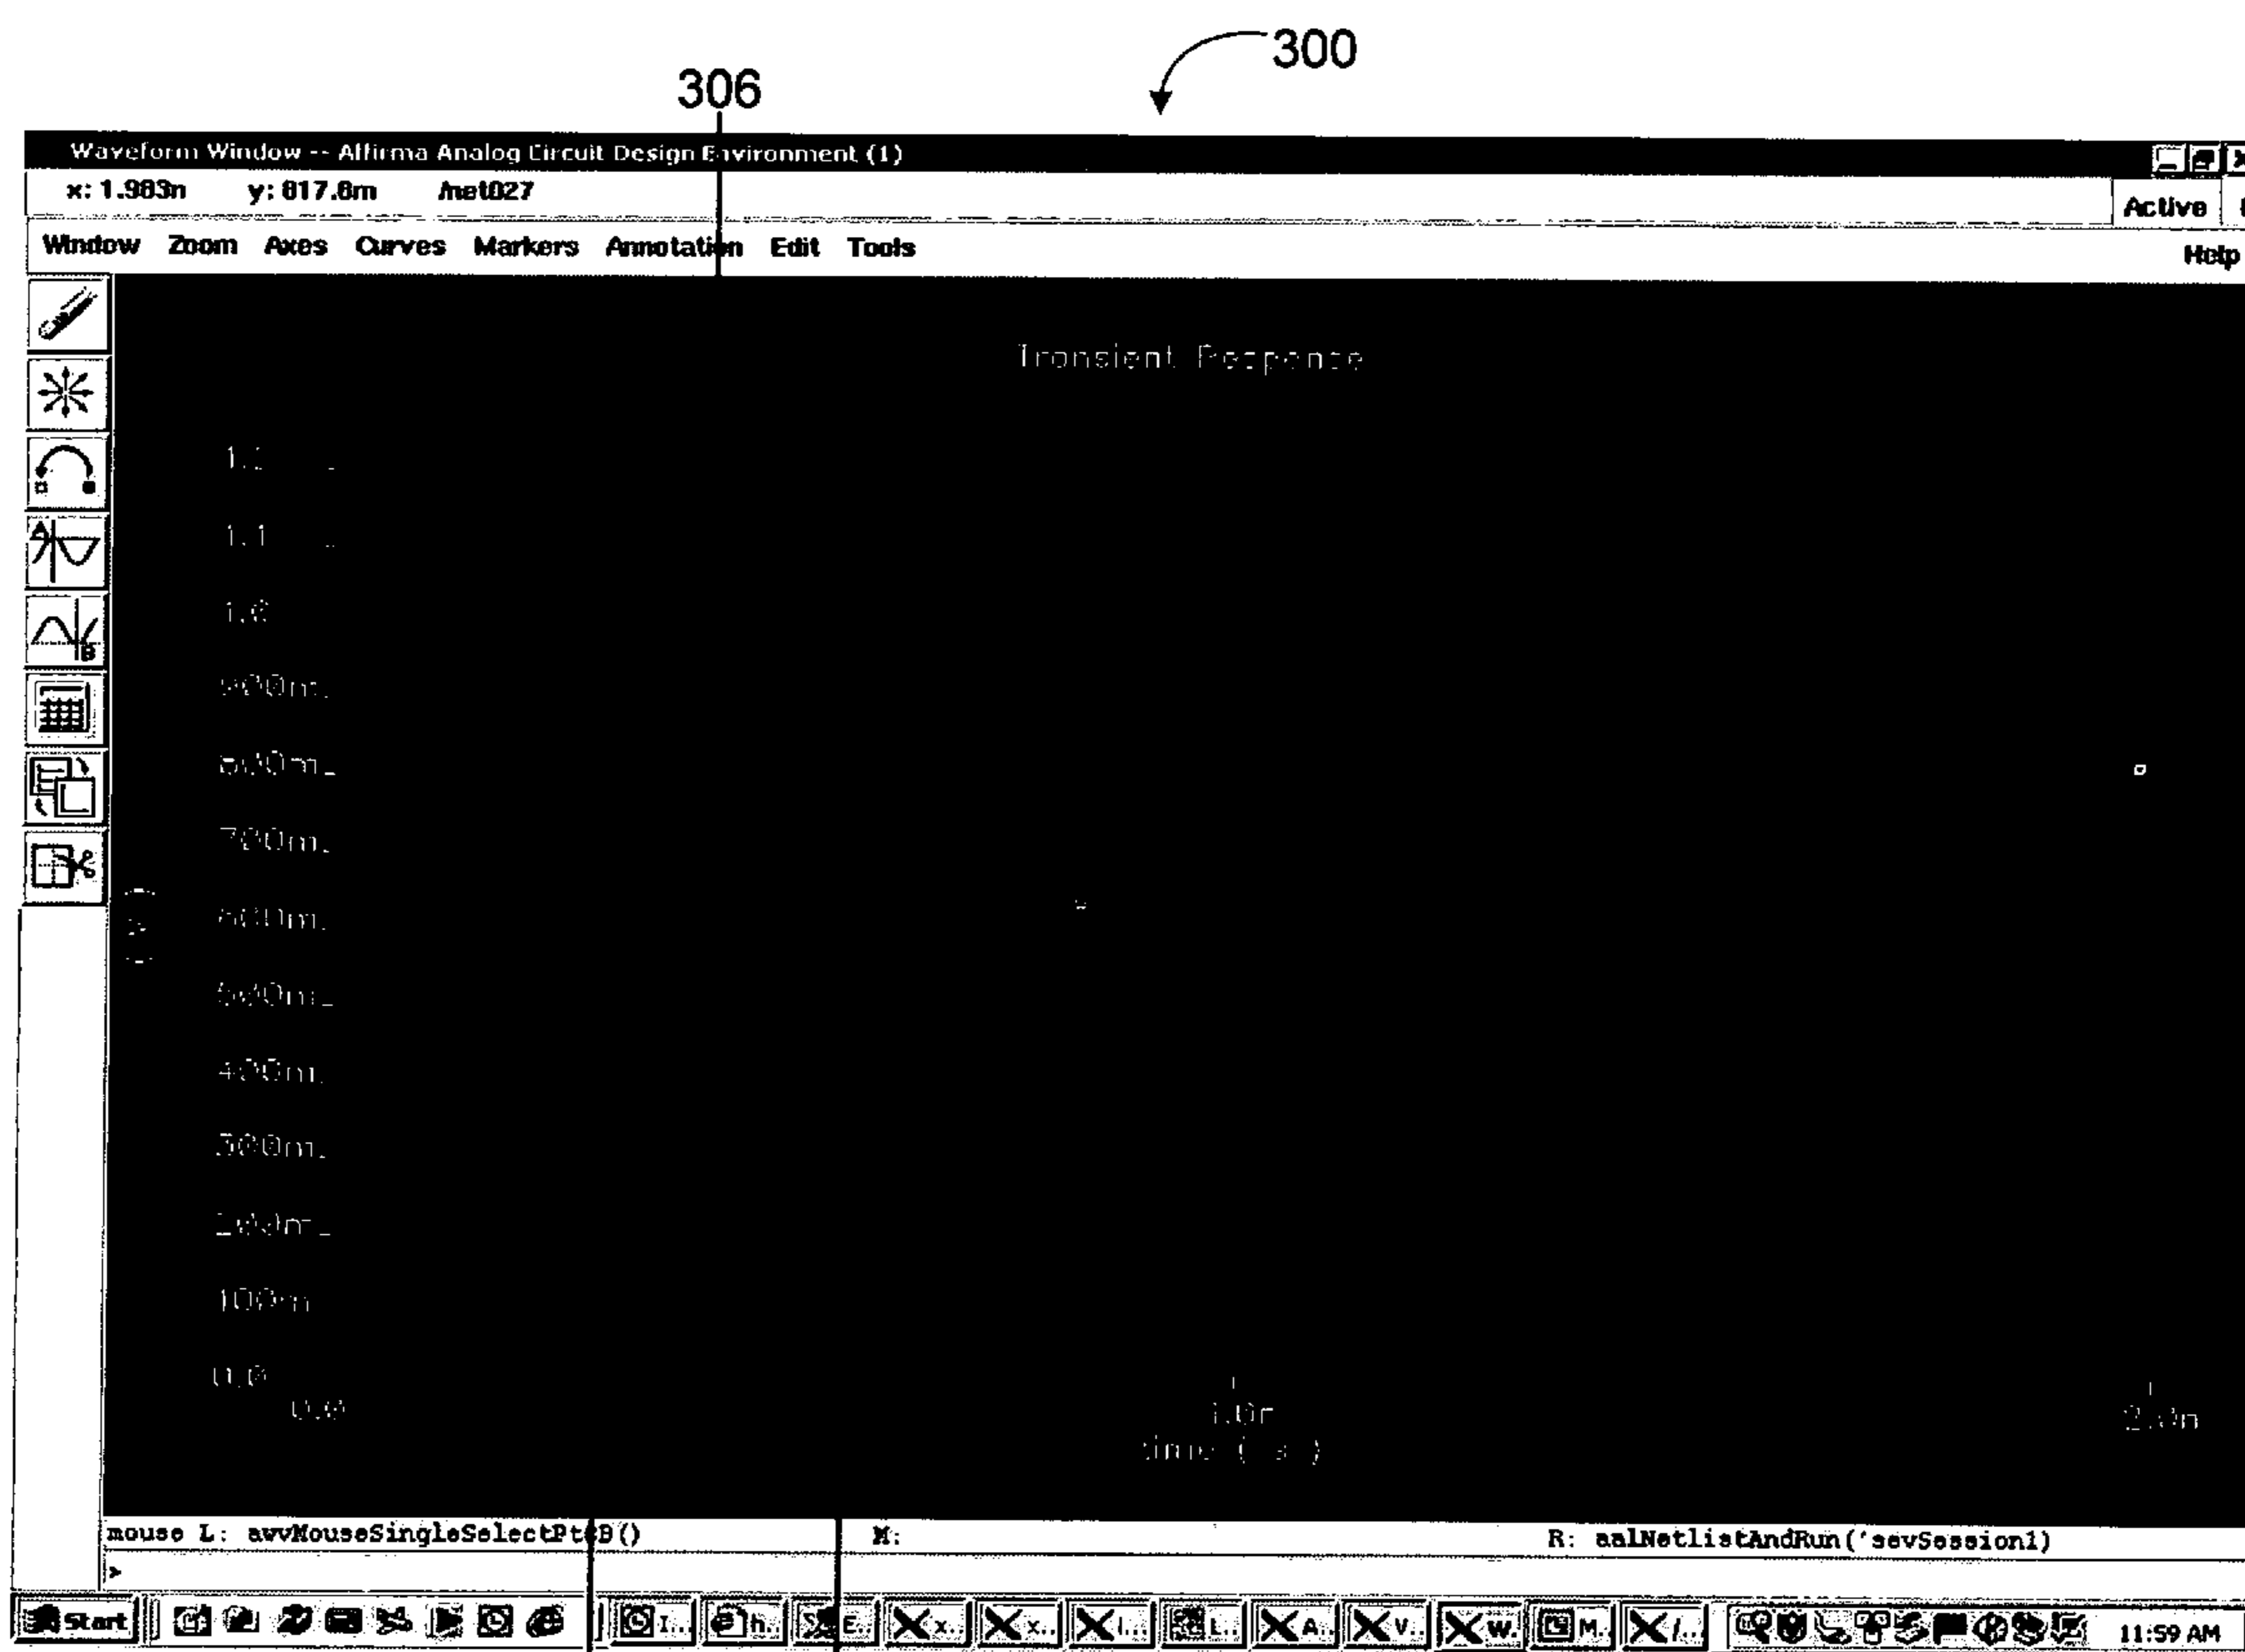 300
306
Waveform Window -- Affirma Analog Circuit Design Environment (1)
x: 1.983n y: 817.8m /net027
Active
Window Zoom Axes Curves Markers Annotation Edit Tools Help
Transient Response
1.1
1.0
900m
800m
700m
600m
500m
400m
300m
200m
100m
0.0
0.0 1.0n 2.0n
time ( s )
mouse L: awvMouseSingleSelectPtCB() M: R: aalNetlistAndRun('sevSession1)
>
Start I... h. E. X.. X.. L.. A.. V.. W. M. /... 11:59 AM